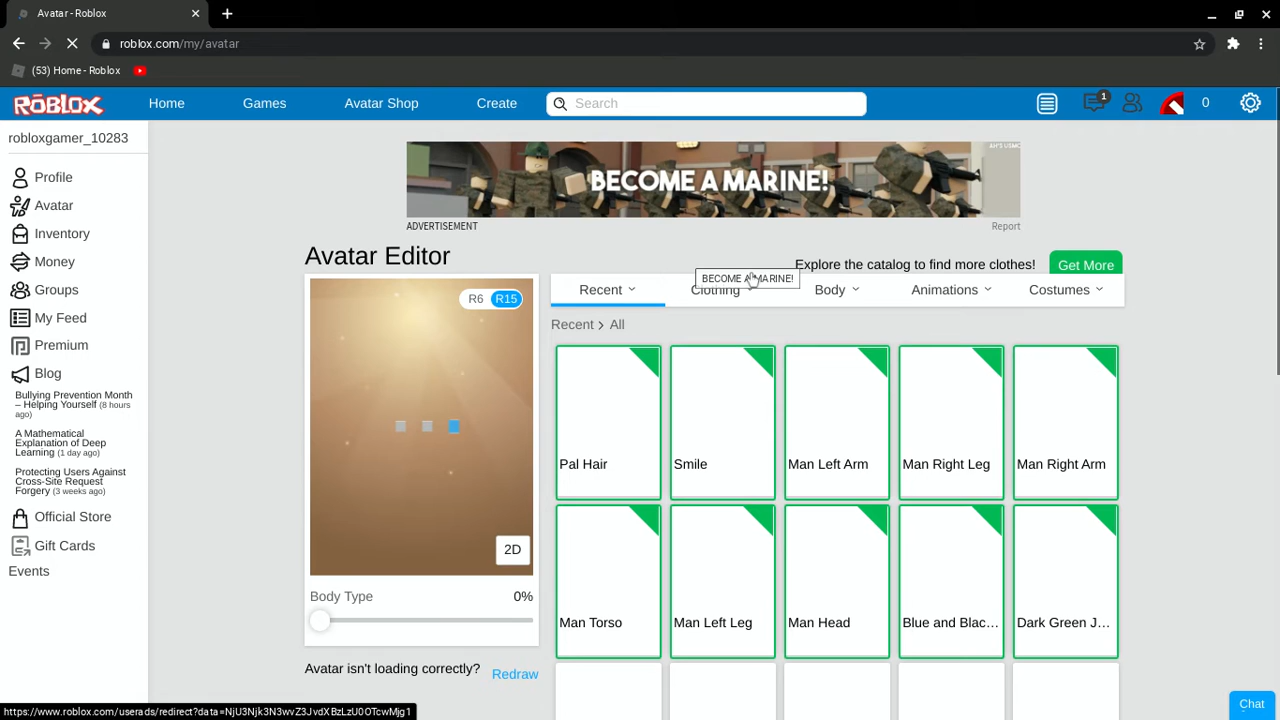 Avatar - Roblox
roblox.com/my/avatar
(53) Home - Roblox
ROBLOX
Home
Games
Avatar Shop
Create
Search
1
0
robloxgamer_10283
Profile
Avatar
Inventory
Money
Groups
My Feed
Premium
Blog
Bullying Prevention Month
– Helping Yourself (8 hours
ago)
A Mathematical
Explanation of Deep
Learning (1 day ago)
Protecting Users Against
Cross-Site Request
Forgery (3 weeks ago)
Official Store
Gift Cards
Events
BECOME A MARINE!
ADVERTISEMENT
Report
Avatar Editor
Explore the catalog to find more clothes!
Get More
BECOME A MARINE!
R6
R15
2D
Body Type
0%
Avatar isn't loading correctly?
Redraw
Recent
Clothing
Body
Animations
Costumes
Recent > All
Pal Hair
Smile
Man Left Arm
Man Right Leg
Man Right Arm
Man Torso
Man Left Leg
Man Head
Blue and Blac...
Dark Green J...
https://www.roblox.com/userads/redirect?data=NjU3Njk3N3wvZ3JvdXBzLzU0OTcwMjg1
Chat